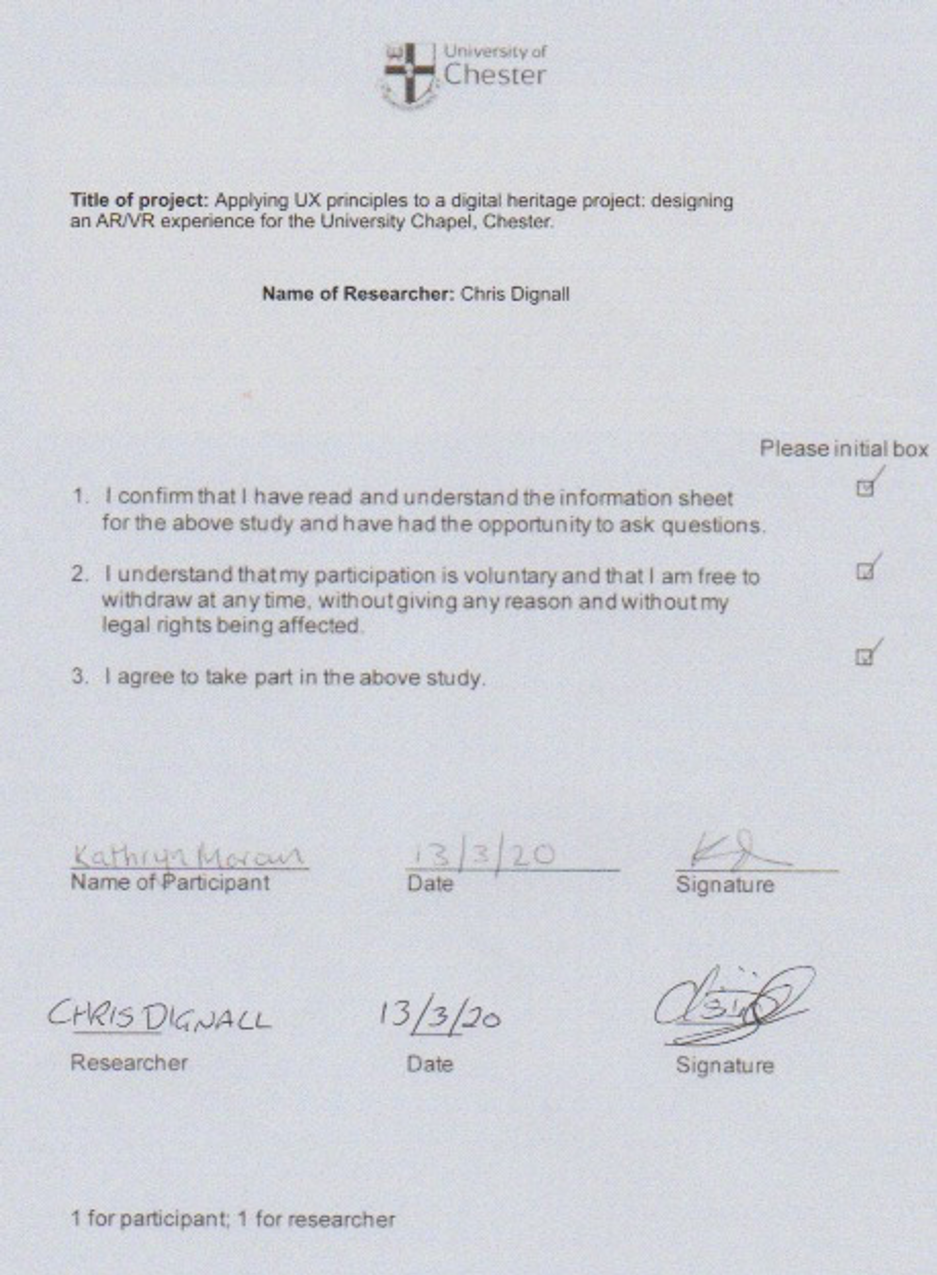 University of
Chester
Title of project: Applying UX principles to a digital heritage project: designing
an AR/VR experience for the University Chapel, Chester.
Name of Researcher: Chris Dignall
Please initial box
1. I confirm that I have read and understand the information sheet
for the above study and have had the opportunity to ask questions.
2. I understand that my participation is voluntary and that I am free to
withdraw at any time, without giving any reason and without my
legal rights being affected.
3. I agree to take part in the above study.
Kathryn Moran 13/3/20
Name of Participant Date Signature
CHRIS DIGNALL 13/3/20
Researcher Date Signature
1 for participant; 1 for researcher